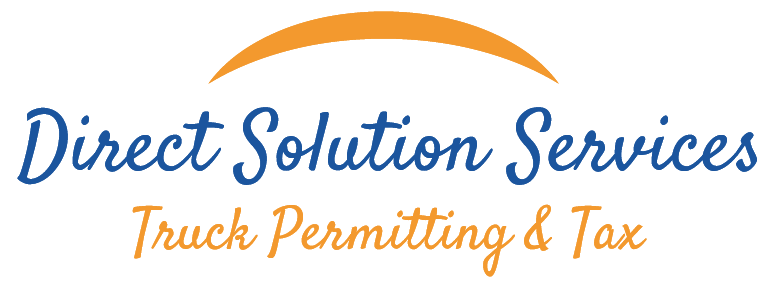 Direct Solution Services
Truck Permitting & Tax